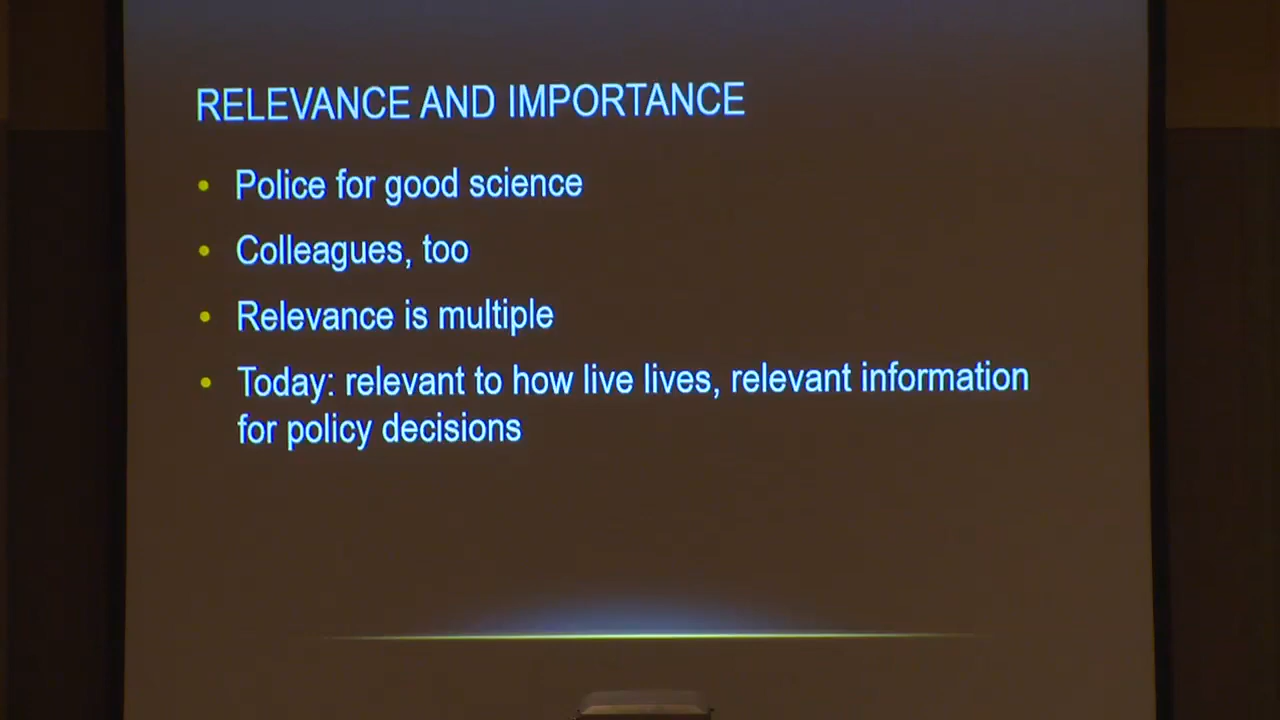 RELEVANCE AND IMPORTANCE
• Police for good science
• Colleagues, too
• Relevance is multiple
• Today: relevant to how live lives, relevant information
for policy decisions